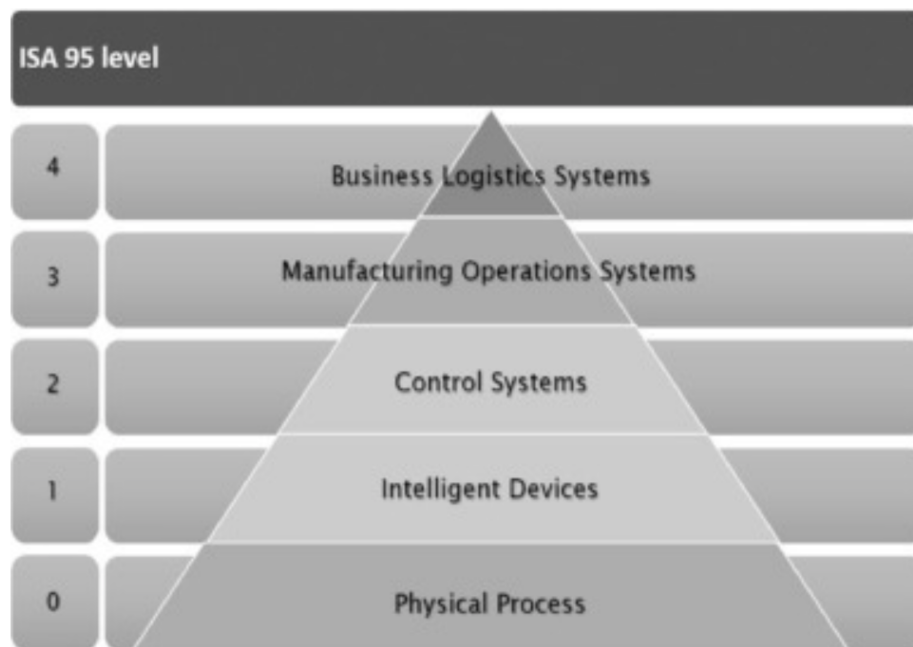 ISA 95 level
4 Business Logistics Systems
3 Manufacturing Operations Systems
2 Control Systems
1 Intelligent Devices
0 Physical Process